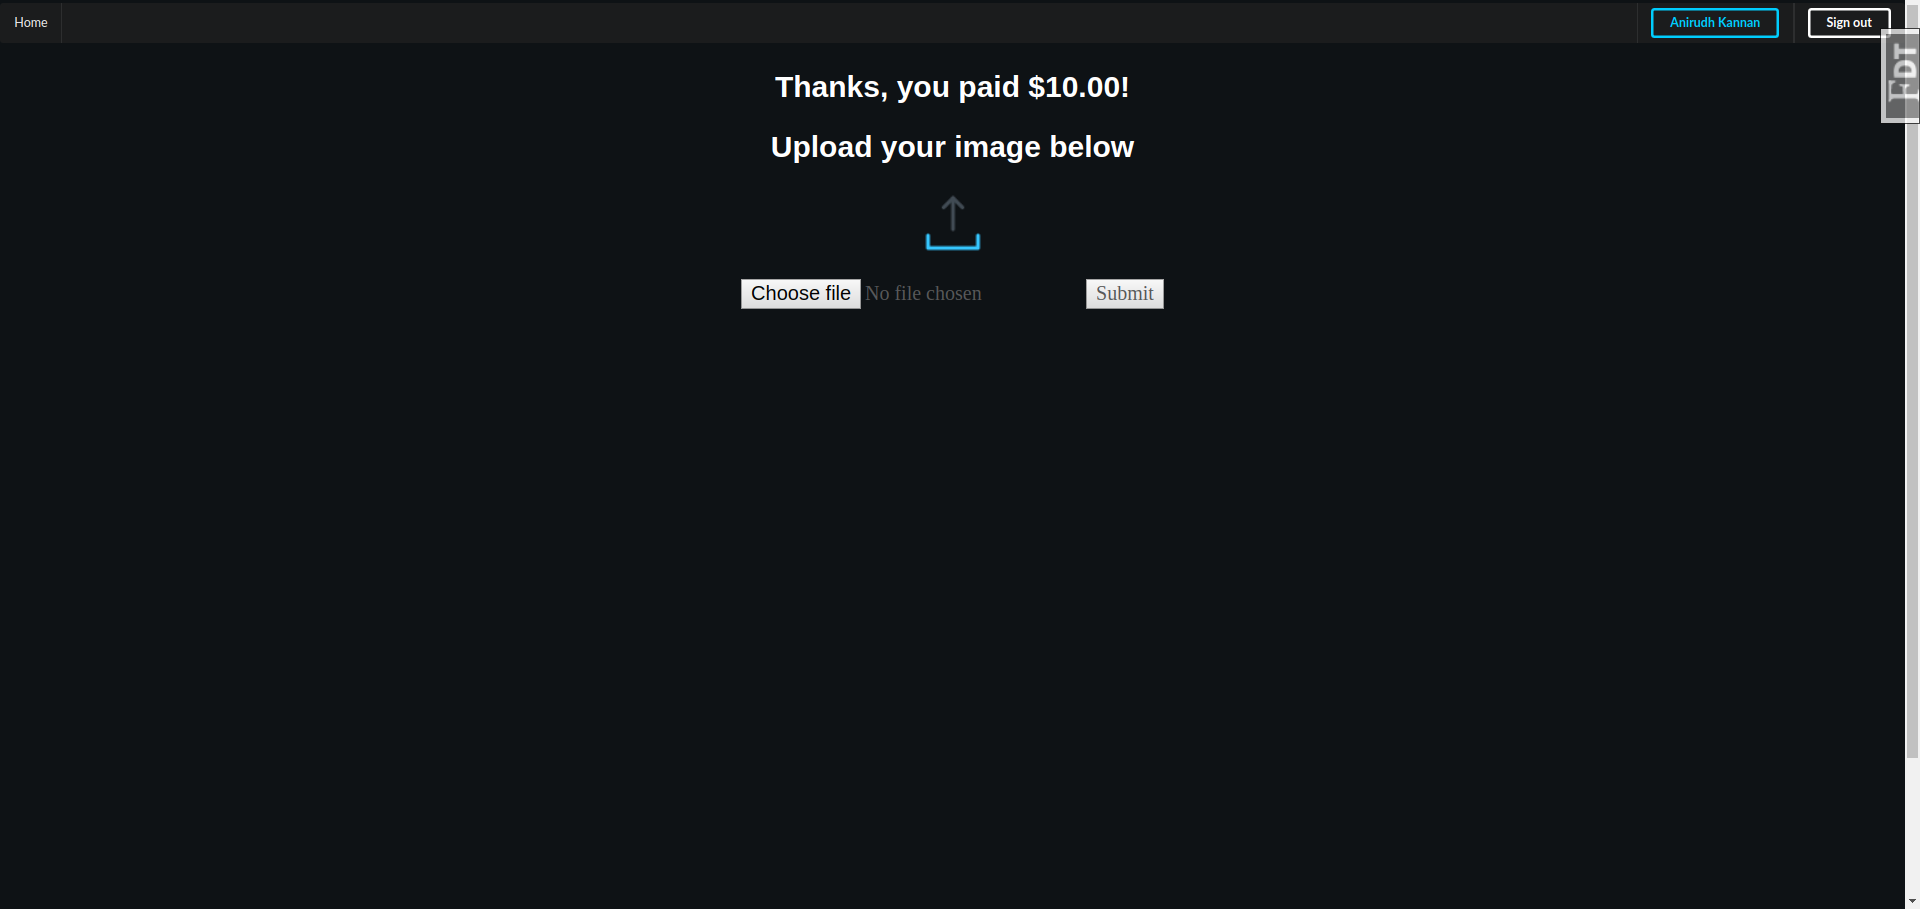 Home
Anirudh Kannan
Sign out
FDT
Thanks, you paid $10.00!
Upload your image below
Choose file No file chosen
Submit